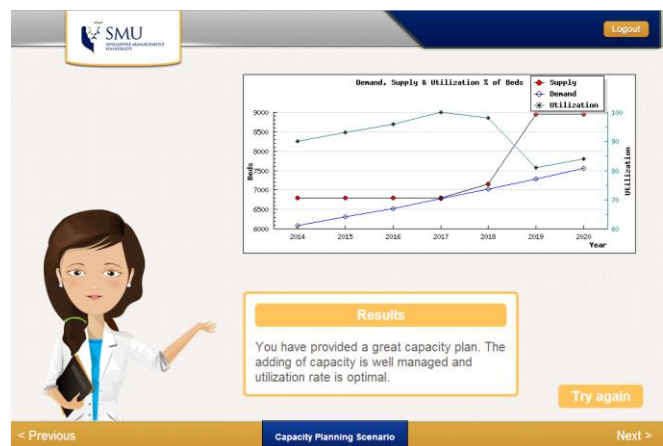 SMU
SINGAPORE MANAGEMENT
UNIVERSITY
Logout
Demand, Supply & Utilization % of Beds
Supply
Demand
Utilization
9000
8500
8000
7500
7000
6500
6000
Beds
100
90
80
70
60
Utilization
2014 2015 2016 2017 2018 2019 2020
Year
Results
You have provided a great capacity plan. The
adding of capacity is well managed and
utilization rate is optimal.
Try again
< Previous
Capacity Planning Scenario
Next >